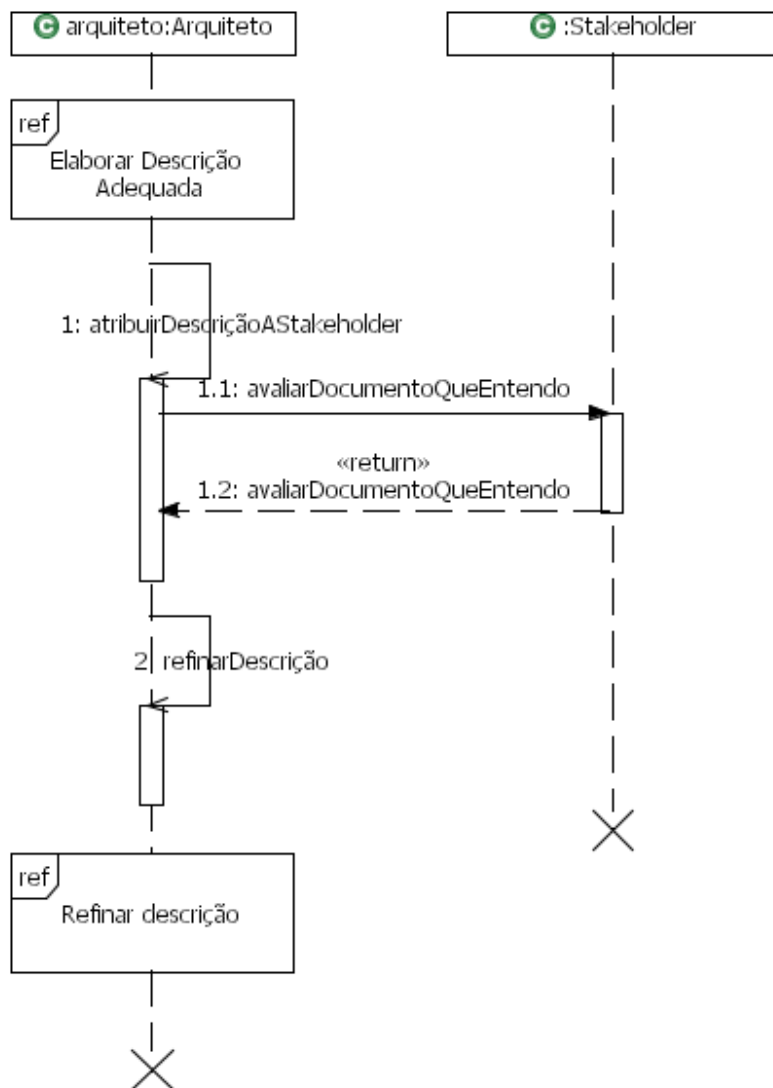 C arquiteto:Arquiteto
C :Stakeholder
ref
Elaborar Descrição
Adequada
1: atribuirDescriçãoAStakeholder
1.1: avaliarDocumentoQueEntendo
«return»
1.2: avaliarDocumentoQueEntendo
2 refinarDescrição
ref
Refinar descrição